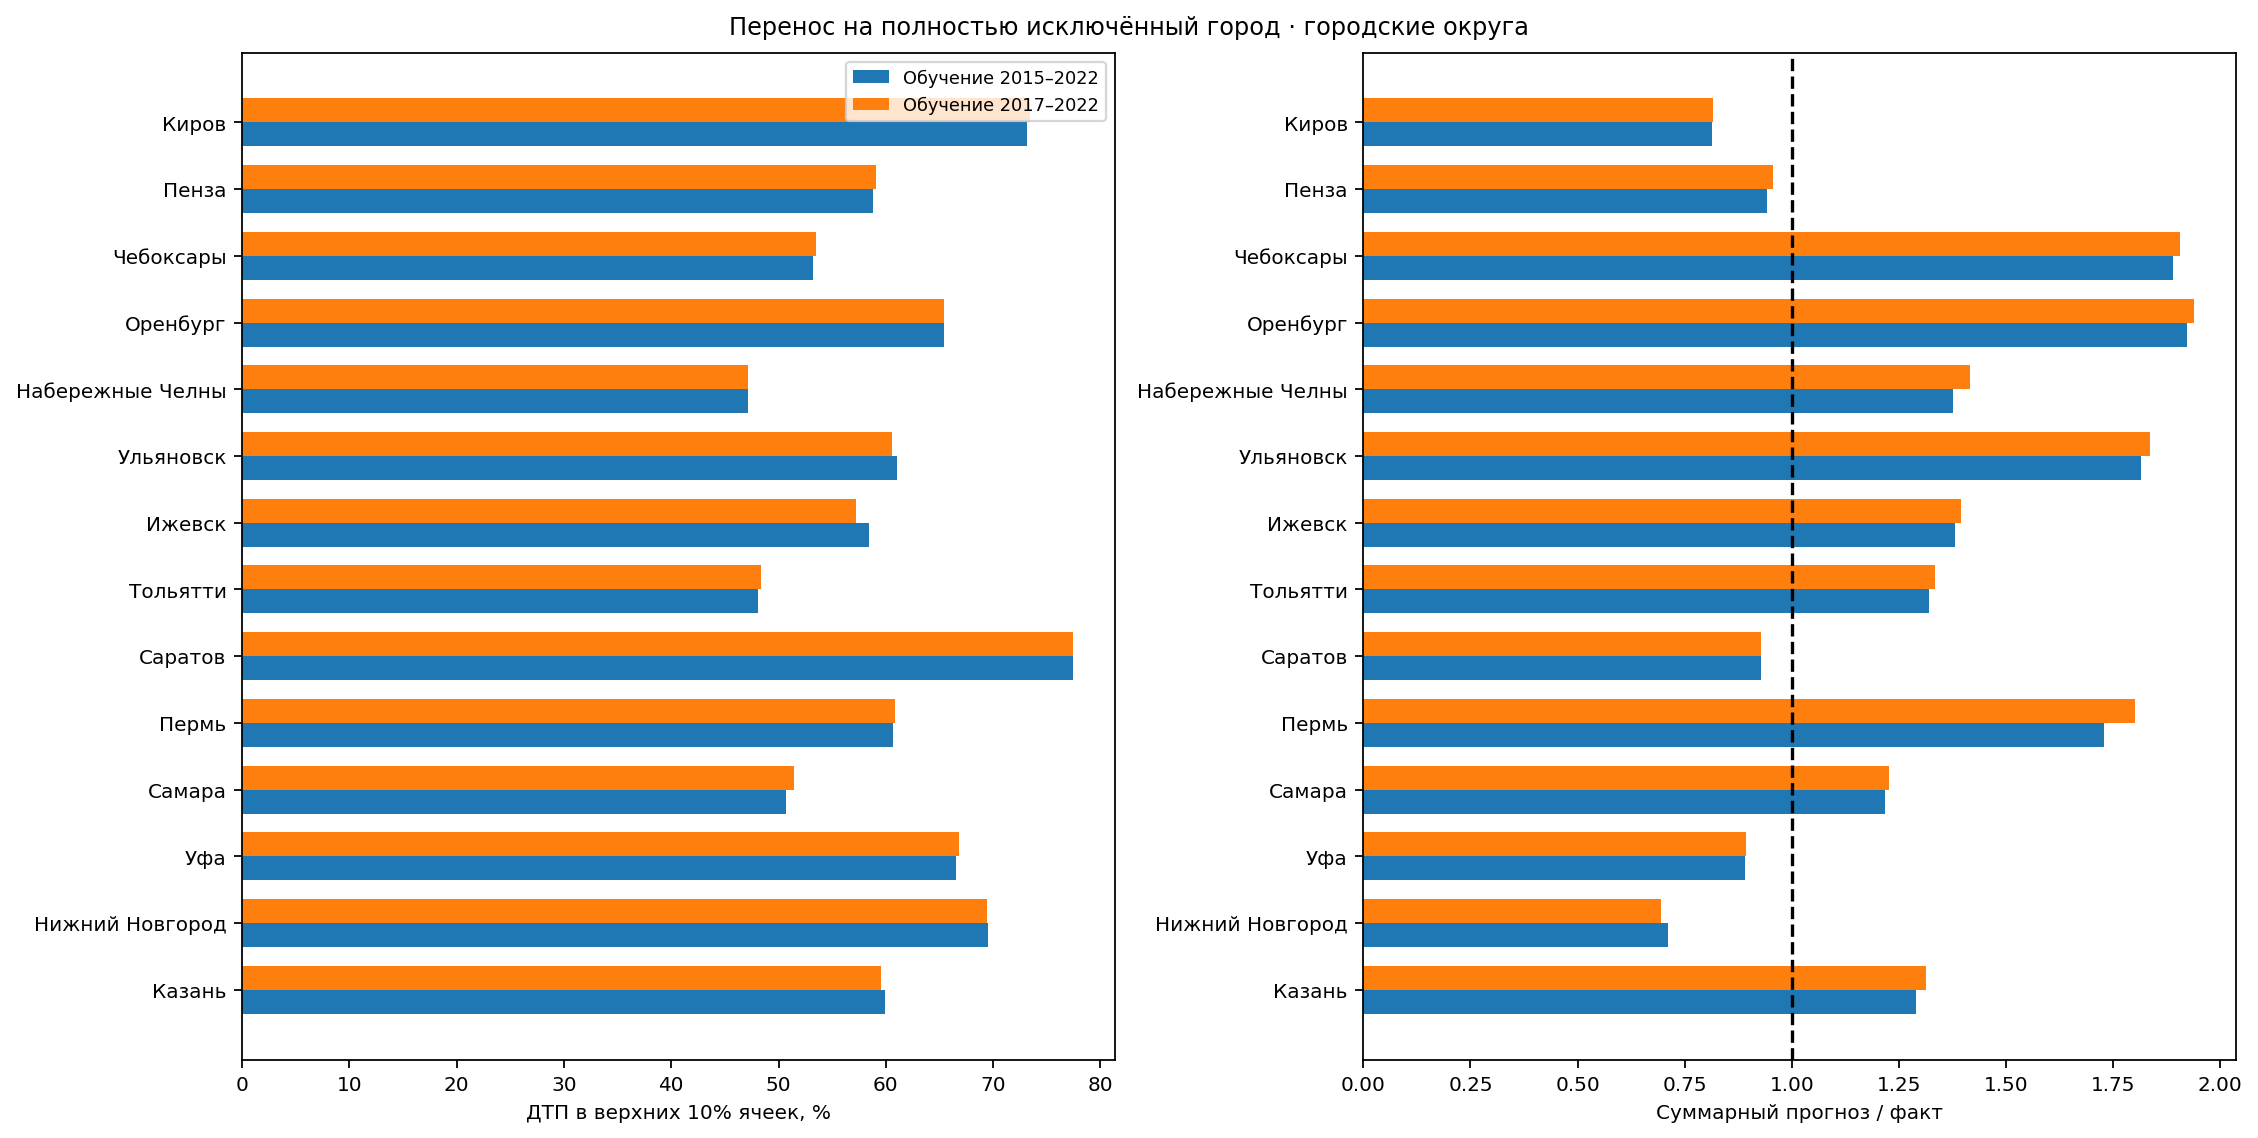 Перенос на полностью исключённый город · городские округа
Обучение 2015–2022
Обучение 2017–2022
Киров
Пенза
Чебоксары
Оренбург
Набережные Челны
Ульяновск
Ижевск
Тольятти
Саратов
Пермь
Самара
Уфа
Нижний Новгород
Казань
0 10 20 30 40 50 60 70 80
ДТП в верхних 10% ячеек, %
Киров
Пенза
Чебоксары
Оренбург
Набережные Челны
Ульяновск
Ижевск
Тольятти
Саратов
Пермь
Самара
Уфа
Нижний Новгород
Казань
0.00 0.25 0.50 0.75 1.00 1.25 1.50 1.75 2.00
Суммарный прогноз / факт